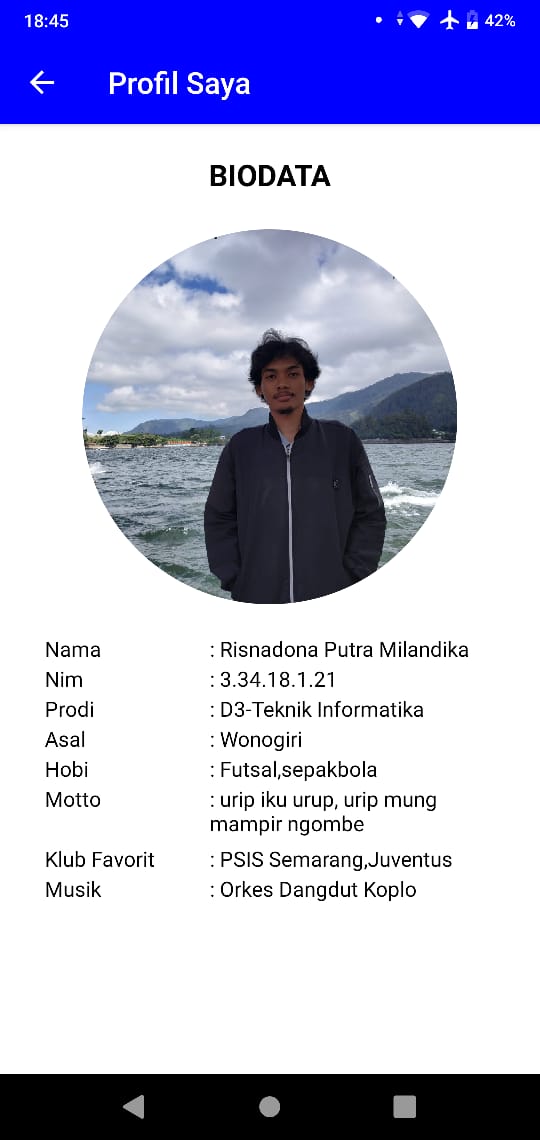 18:45
42%
Profil Saya
BIODATA
Nama : Risnadona Putra Milandika
Nim : 3.34.18.1.21
Prodi : D3-Teknik Informatika
Asal : Wonogiri
Hobi : Futsal,sepakbola
Motto : urip iku urup, urip mung
mampir ngombe
Klub Favorit : PSIS Semarang,Juventus
Musik : Orkes Dangdut Koplo